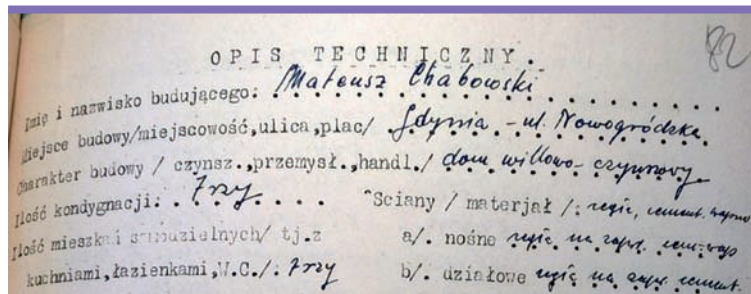 82
OPIS TECHNICZNY.
Imię i nazwisko budującego: Mateusz Chabowski
Miejsce budowy/miejscowość,ulica,plac/ Gdynia - ul. Nowogródzka.
Charakter budowy / czynsz.,przemysł.,handl./ dom willowo-czynszowy.
Ilość kondygnacji: Trzy Sciany / materjał /:
Ilość mieszkań samodzielnych/ tj.z a/. nośne
kuchniami,łazienkami,W.C./: Trzy b/. działowe